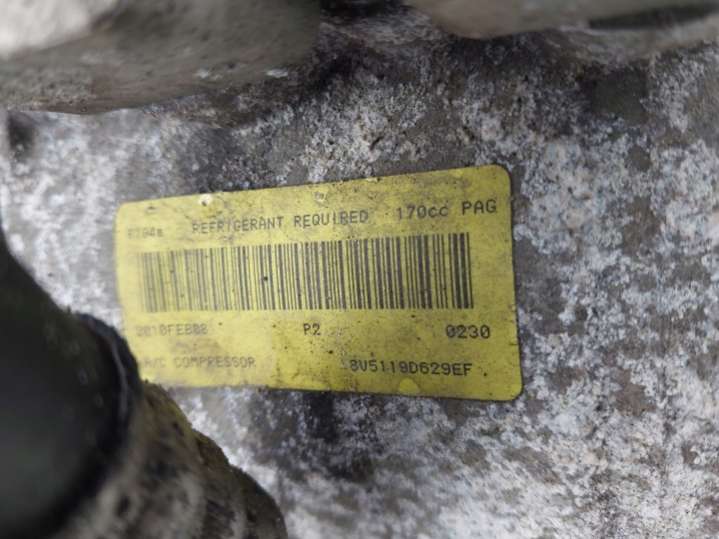 R134a REFRIGERANT REQUIRED 170cc PAG
2010FEB08 P2 0230
A/C COMPRESSOR 8V5119D629EF